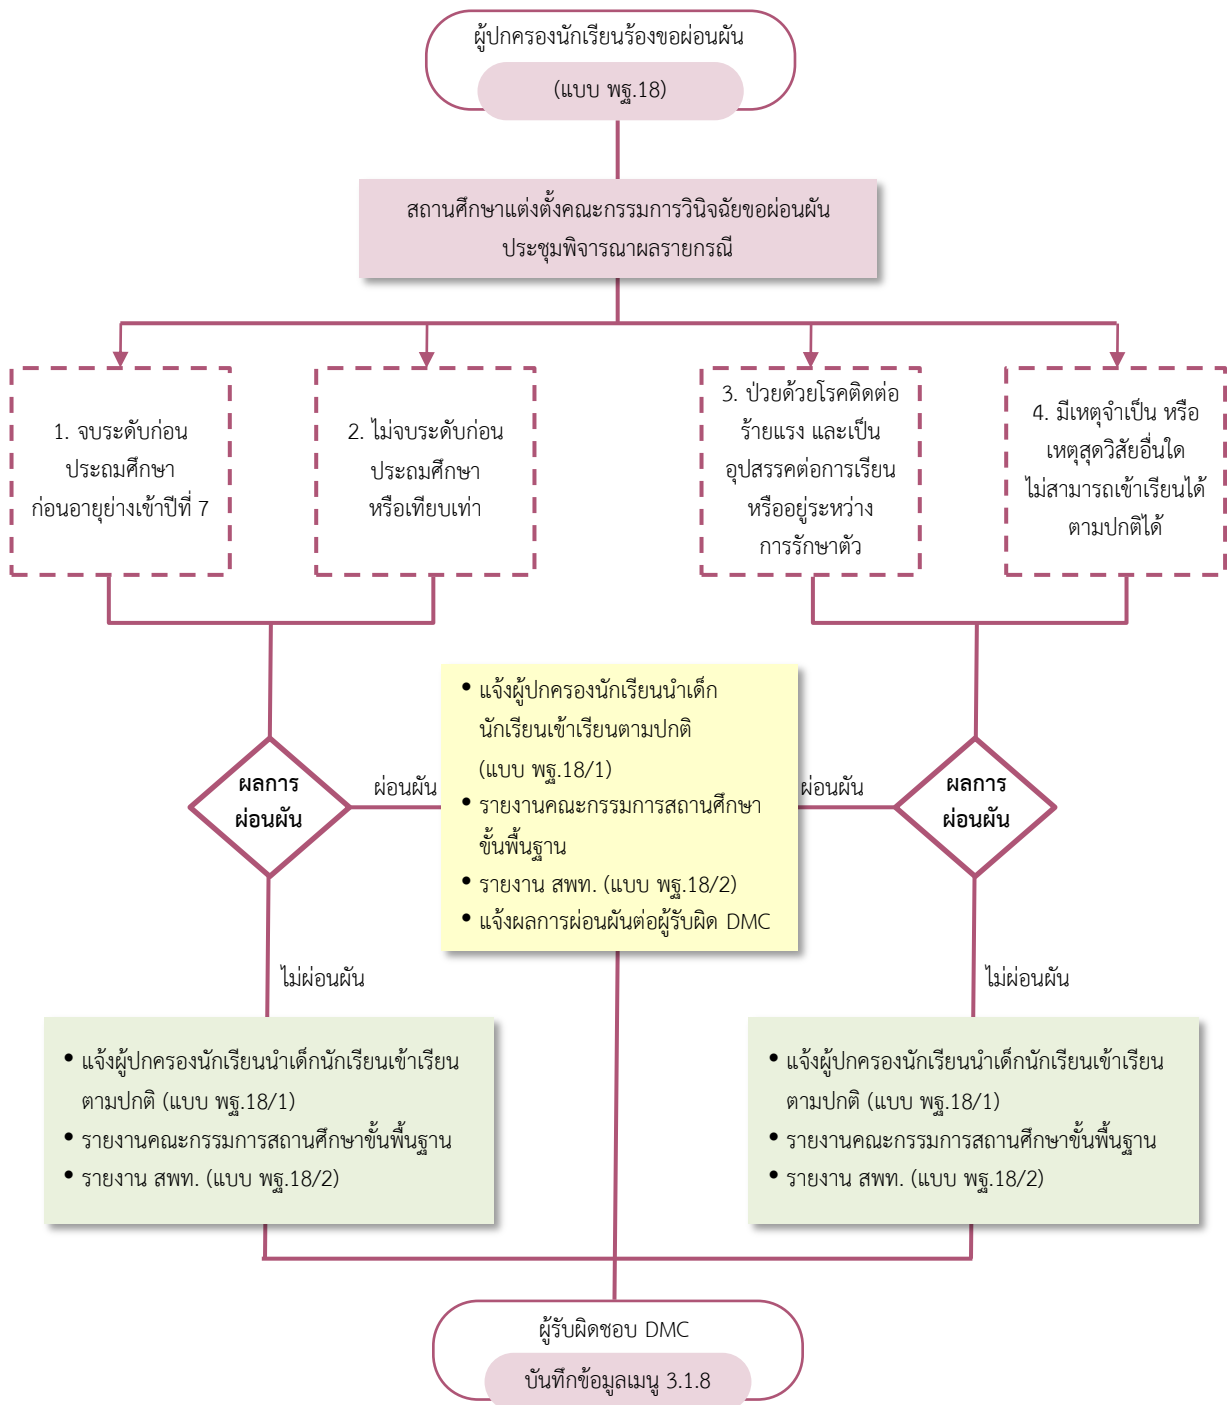 ผู้ปกครองนักเรียนร้องขอผ่อนผัน
(แบบ พฐ.18)
สถานศึกษาแต่งตั้งคณะกรรมการวินิจฉัยขอผ่อนผัน
ประชุมพิจารณาผลรายกรณี
1. จบระดับก่อน
ประถมศึกษา
ก่อนอายุย่างเข้าปีที่ 7
2. ไม่จบระดับก่อน
ประถมศึกษา
หรือเทียบเท่า
3. ป่วยด้วยโรคติดต่อ
ร้ายแรง และเป็น
อุปสรรคต่อการเรียน
หรืออยู่ระหว่าง
การรักษาตัว
4. มีเหตุจำเป็น หรือ
เหตุสุดวิสัยอื่นใด
ไม่สามารถเข้าเรียนได้
ตามปกติได้
ผลการ
ผ่อนผัน
ผ่อนผัน
• แจ้งผู้ปกครองนักเรียนนำเด็ก
นักเรียนเข้าเรียนตามปกติ
(แบบ พฐ.18/1)
• รายงานคณะกรรมการสถานศึกษา
ขั้นพื้นฐาน
• รายงาน สพท. (แบบ พฐ.18/2)
• แจ้งผลการผ่อนผันต่อผู้รับผิด DMC
ผ่อนผัน
ผลการ
ผ่อนผัน
ไม่ผ่อนผัน
ไม่ผ่อนผัน
• แจ้งผู้ปกครองนักเรียนนำเด็กนักเรียนเข้าเรียน
ตามปกติ (แบบ พฐ.18/1)
• รายงานคณะกรรมการสถานศึกษาขั้นพื้นฐาน
• รายงาน สพท. (แบบ พฐ.18/2)
• แจ้งผู้ปกครองนักเรียนนำเด็กนักเรียนเข้าเรียน
ตามปกติ (แบบ พฐ.18/1)
• รายงานคณะกรรมการสถานศึกษาขั้นพื้นฐาน
• รายงาน สพท. (แบบ พฐ.18/2)
ผู้รับผิดชอบ DMC
บันทึกข้อมูลเมนู 3.1.8